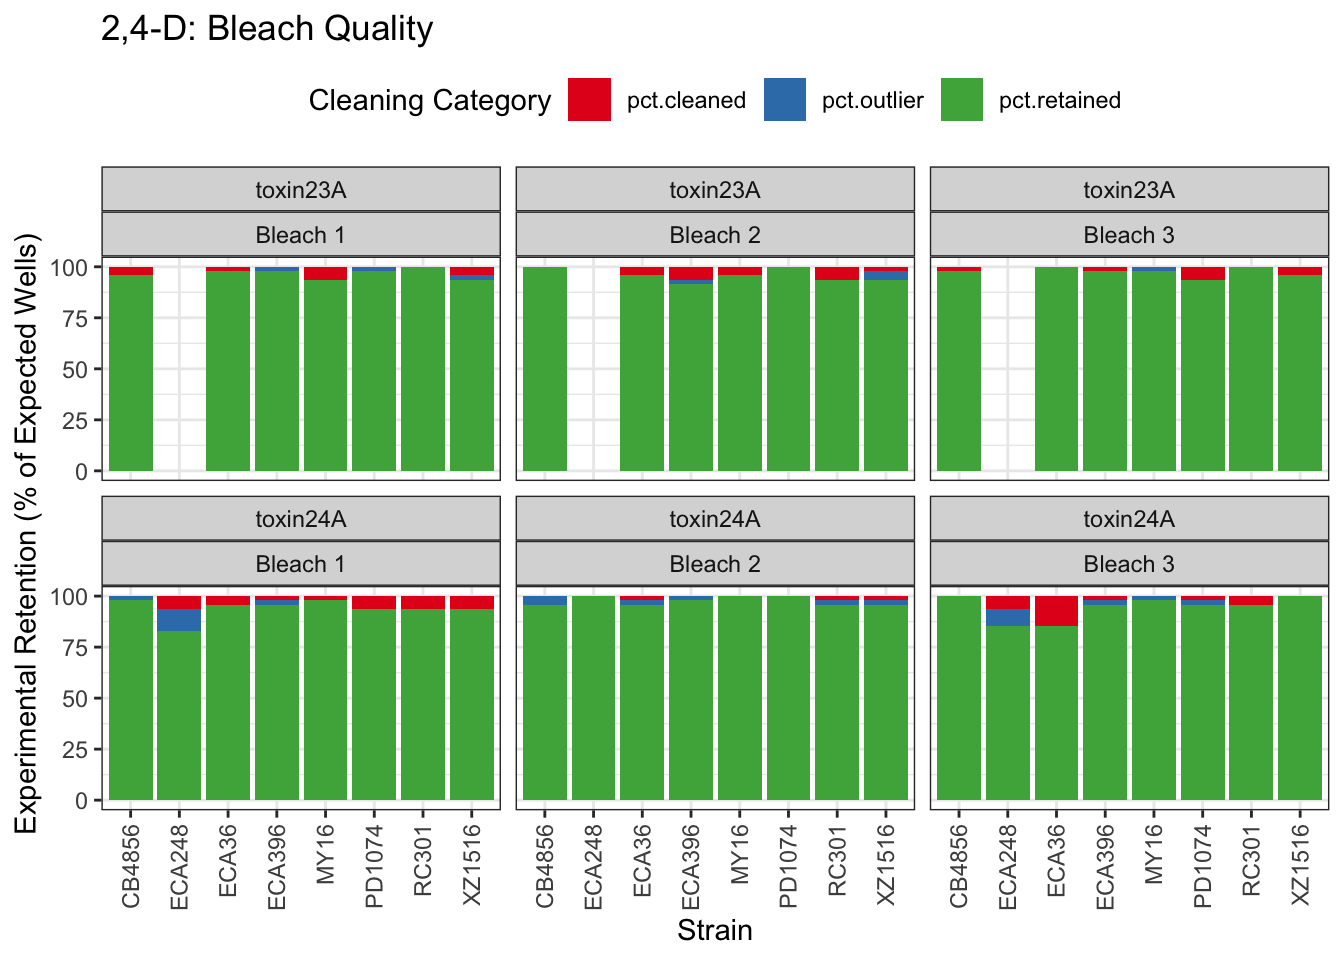 2,4-D: Bleach Quality
Cleaning Category pct.cleaned pct.outlier pct.retained
toxin23A toxin23A toxin23A
Bleach 1 Bleach 2 Bleach 3
100
75
50
25
0
toxin24A toxin24A toxin24A
Bleach 1 Bleach 2 Bleach 3
100
75
50
25
0
Experimental Retention (% of Expected Wells)
CB4856 ECA248 ECA36 ECA396 MY16 PD1074 RC301 XZ1516 CB4856 ECA248 ECA36 ECA396 MY16 PD1074 RC301 XZ1516 CB4856 ECA248 ECA36 ECA396 MY16 PD1074 RC301 XZ1516
Strain